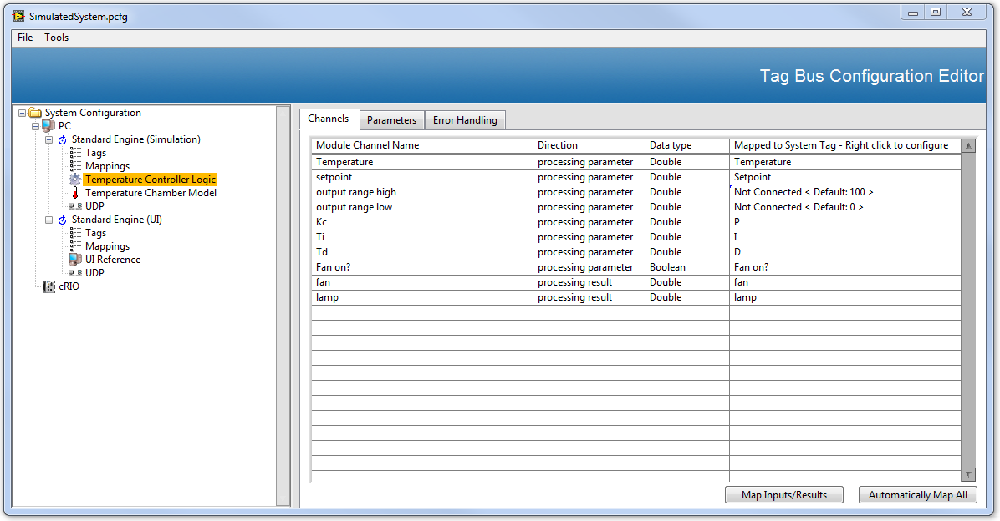 SimulatedSystem.pcfg
File Tools
Tag Bus Configuration Editor
System Configuration
PC
Standard Engine (Simulation)
Tags
Mappings
Temperature Controller Logic
Temperature Chamber Model
UDP
Standard Engine (UI)
Tags
Mappings
UI Reference
UDP
cRIO
Channels Parameters Error Handling
Module Channel Name Direction Data type Mapped to System Tag - Right click to configure
Temperature processing parameter Double Temperature
setpoint processing parameter Double Setpoint
output range high processing parameter Double Not Connected < Default: 100 >
output range low processing parameter Double Not Connected < Default: 0 >
Kc processing parameter Double P
Ti processing parameter Double I
Td processing parameter Double D
Fan on? processing parameter Boolean Fan on?
fan processing result Double fan
lamp processing result Double lamp
Map Inputs/Results Automatically Map All